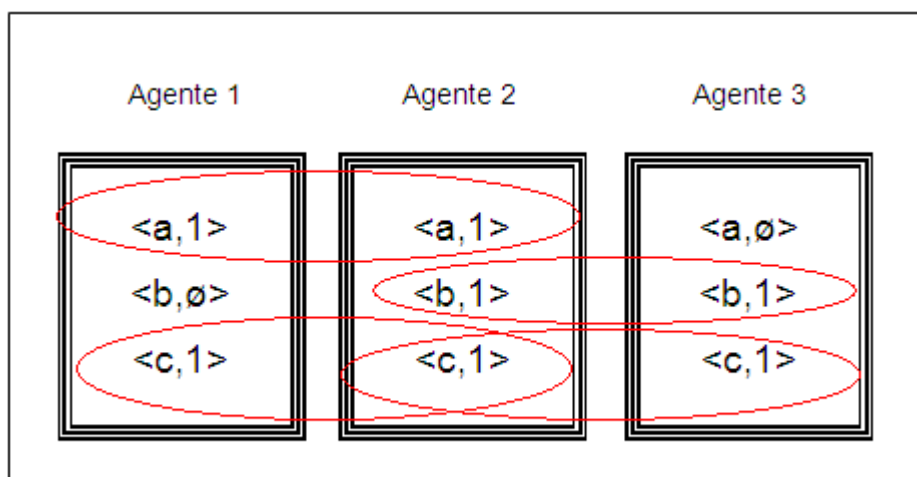 Agente 1 Agente 2 Agente 3
<a,1> <a,1> <a,ø>
<b,ø> <b,1> <b,1>
<c,1> <c,1> <c,1>